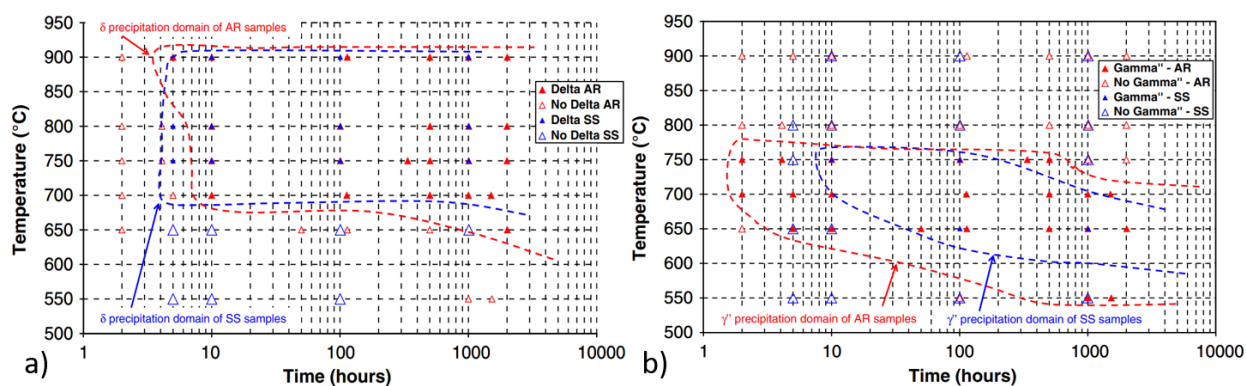 δ precipitation domain of AR samples
950
900
850
800
750
700
650
600
550
500
Temperature (°C)
Delta AR
No Delta AR
Delta SS
No Delta SS
δ precipitation domain of SS samples
1
10
100
1000
10000
a)
Time (hours)
950
900
850
800
750
700
650
600
550
500
Temperature (°C)
Gamma" - AR
No Gamma" - AR
Gamma" - SS
No Gamma" - SS
γ" precipitation domain of AR samples
γ" precipitation domain of SS samples
1
10
100
1000
10000
b)
Time (hours)